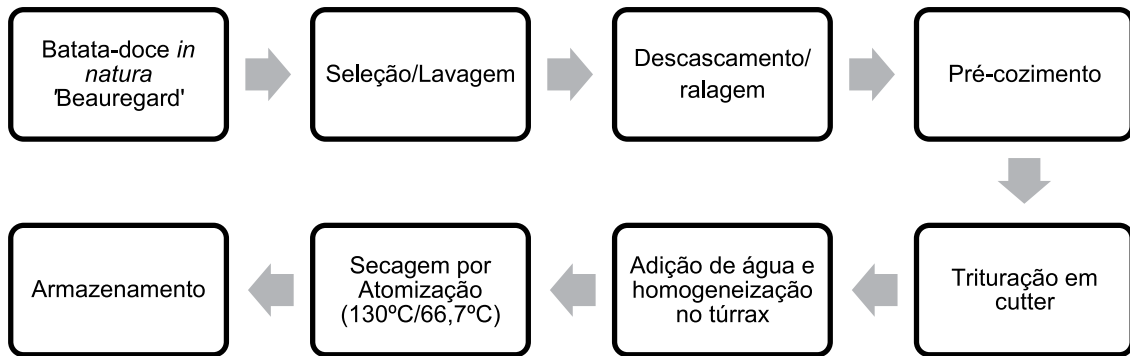 Batata-doce in
natura
'Beauregard'
Seleção/Lavagem
Descascamento/
ralagem
Pré-cozimento
Trituração em
cutter
Adição de água e
homogeneização
no túrrax
Secagem por
Atomização
(130ºC/66,7ºC)
Armazenamento